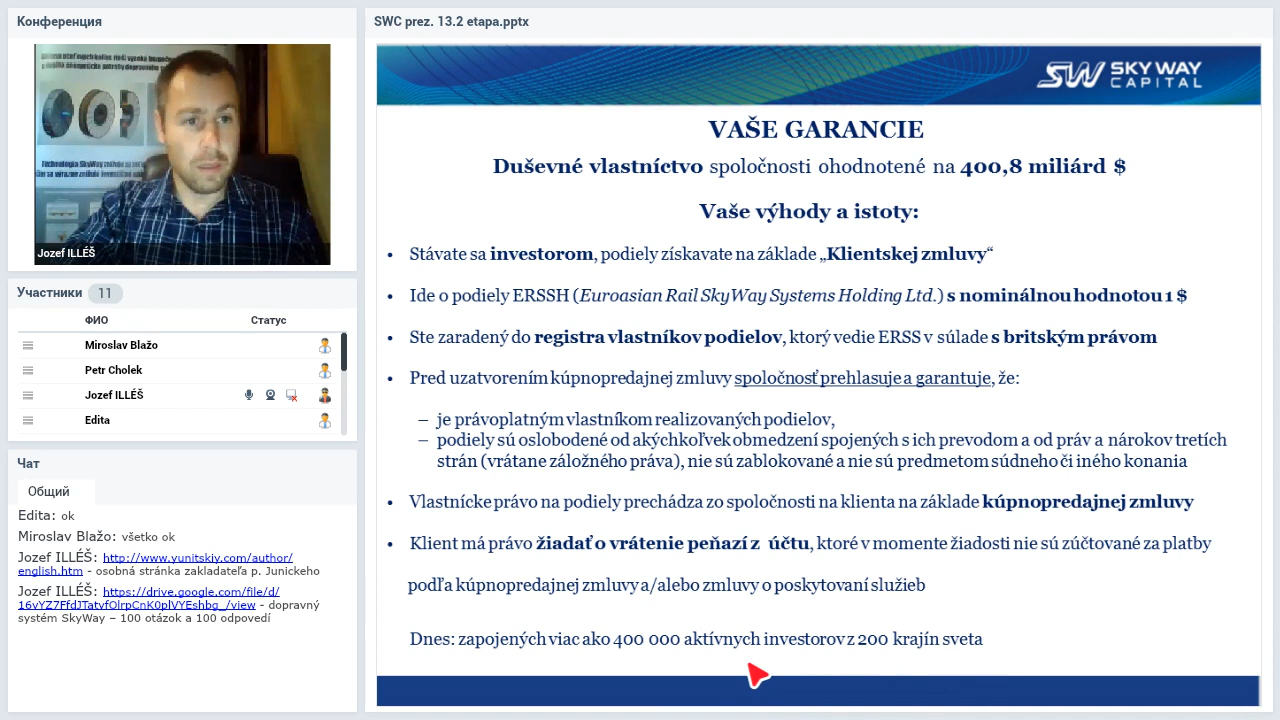 Конференция
Jozef ILLÉŠ
Участники 11
ФИО Статус
Miroslav Blažo
Petr Cholek
Jozef ILLÉŠ
Edita
Чат
Общий
Edita: ok
Miroslav Blažo: všetko ok
Jozef ILLÉŠ: http://www.yunitskiy.com/author/
english.htm - osobná stránka zakladateľa p. Junickeho
Jozef ILLÉŠ: https://drive.google.com/file/d/
16vYZ7FfdJTatvfOlrpCnK0plVYEshbg_/view - dopravný
systém SkyWay – 100 otázok a 100 odpovedí
SWC prez. 13.2 etapa.pptx
SW SKY WAY
CAPITAL
VAŠE GARANCIE
Duševné vlastníctvo spoločnosti ohodnotené na 400,8 miliárd $
Vaše výhody a istoty:
• Stávate sa investorom, podiely získavate na základe „Klientskej zmluvy“
• Ide o podiely ERSSH (Euroasian Rail SkyWay Systems Holding Ltd.) s nominálnou hodnotou 1 $
• Ste zaradený do registra vlastníkov podielov, ktorý vedie ERSS v súlade s britským právom
• Pred uzatvorením kúpnopredajnej zmluvy spoločnosť prehlasuje a garantuje, že:
– je právoplatným vlastníkom realizovaných podielov,
– podiely sú oslobodené od akýchkoľvek obmedzení spojených s ich prevodom a od práv a nárokov tretích
strán (vrátane záložného práva), nie sú zablokované a nie sú predmetom súdneho či iného konania
• Vlastnícke právo na podiely prechádza zo spoločnosti na klienta na základe kúpnopredajnej zmluvy
• Klient má právo žiadať o vrátenie peňazí z účtu, ktoré v momente žiadosti nie sú zúčtované za platby
podľa kúpnopredajnej zmluvy a/alebo zmluvy o poskytovaní služieb
Dnes: zapojených viac ako 400 000 aktívnych investorov z 200 krajín sveta